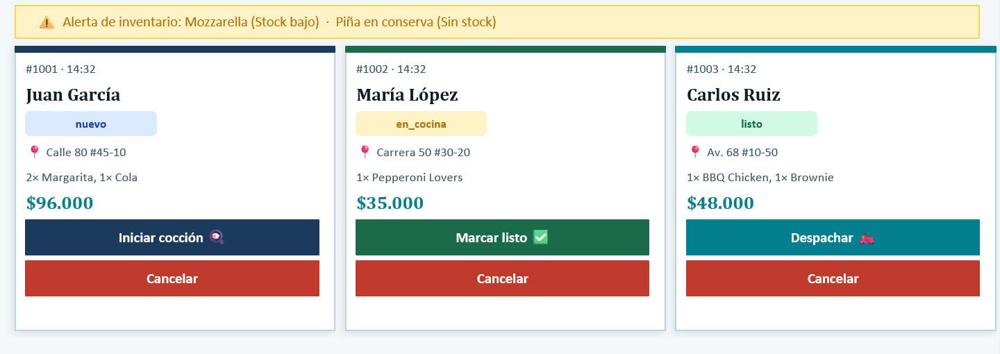 ⚠️ Alerta de inventario: Mozzarella (Stock bajo) · Piña en conserva (Sin stock)
#1001 · 14:32
Juan García
nuevo
📍 Calle 80 #45-10
2× Margarita, 1× Cola
$96.000
Iniciar cocción 🍳
Cancelar
#1002 · 14:32
María López
en_cocina
📍 Carrera 50 #30-20
1× Pepperoni Lovers
$35.000
Marcar listo ✅
Cancelar
#1003 · 14:32
Carlos Ruiz
listo
📍 Av. 68 #10-50
1× BBQ Chicken, 1× Brownie
$48.000
Despachar 🛵
Cancelar